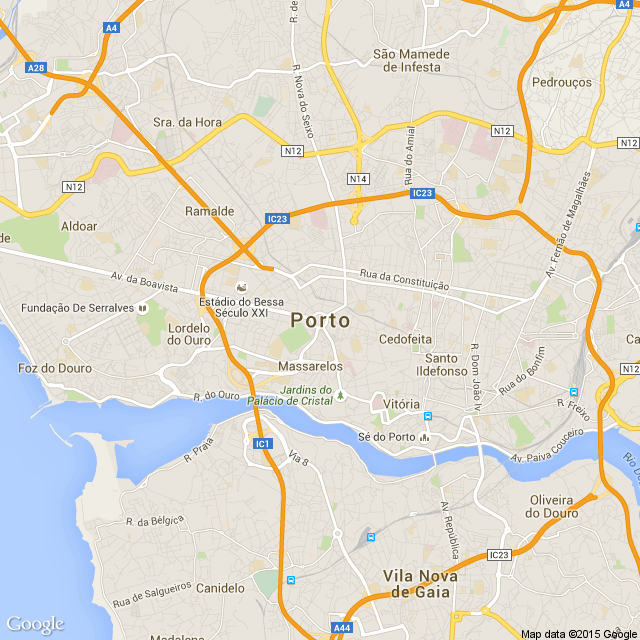 A4
A4
A28
São Mamede
de Infesta
R. de
R. Nova do Seixo
Pedrouços
Sra. da Hora
N12
N12
N12
N12
N14
Rua do Amial
IC23
IC23
Av. Fernão de Magalhães
Ramalde
Aldoar
de
Av. da Boavista
Rua da Constituição
Estádio do Bessa
Século XXI
Fundação De Serralves
Porto
Lordelo
do Ouro
Cedofeita
Foz do Douro
Massarelos
Santo
Ildefonso
R. Dom João IV
Rua do Bonfim
Ca
N12
Jardins do
Palácio de Cristal
R. do Ouro
Vitória
R. Freixo
Sé do Porto
IC1
R. Praia
Via 8
Av. Paiva Couceiro
Rio D
Oliveira
do Douro
Av. República
R. da Bélgica
IC23
Vila Nova
de Gaia
Canidelo
Rua de Salgueiros
A44
Madalena
Google
Map data ©2015 Google